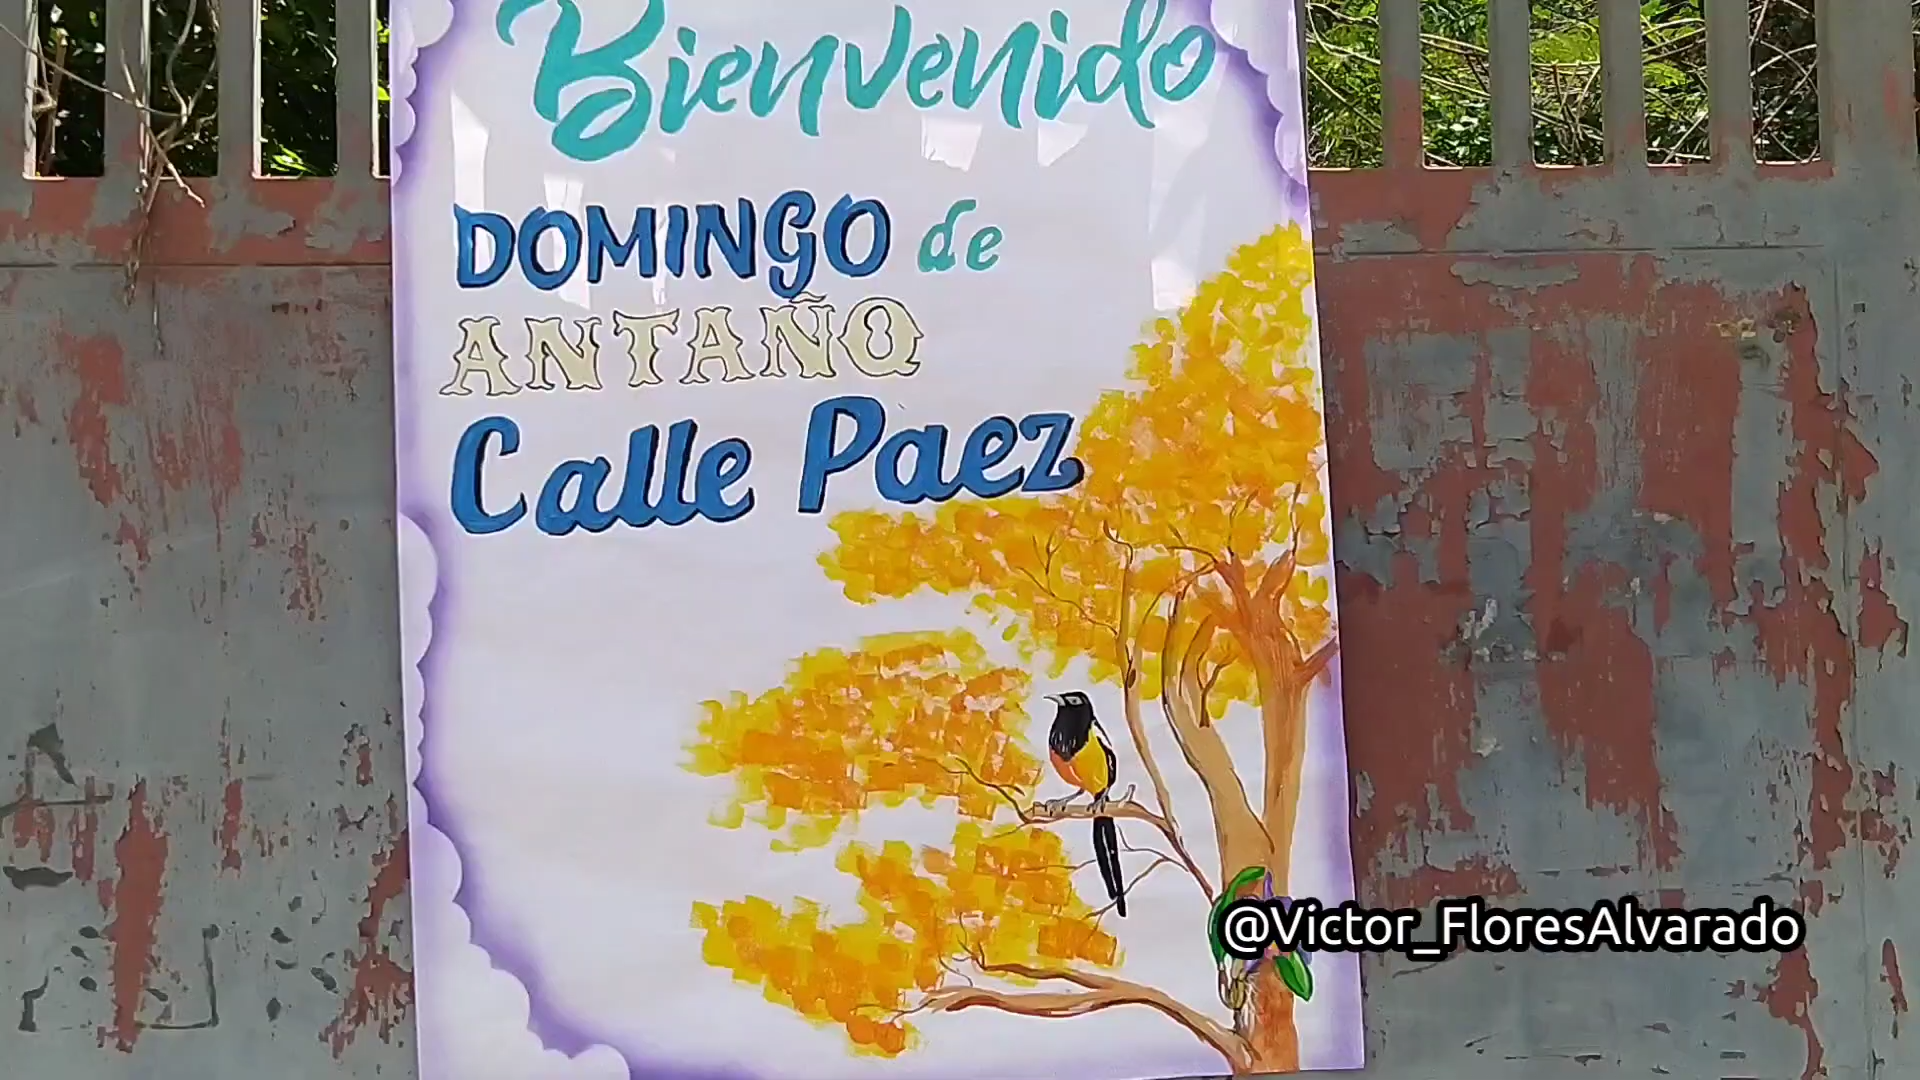 Bienvenido
DOMINGO de
ANTAÑO
Calle Paez
@Victor_FloresAlvarado